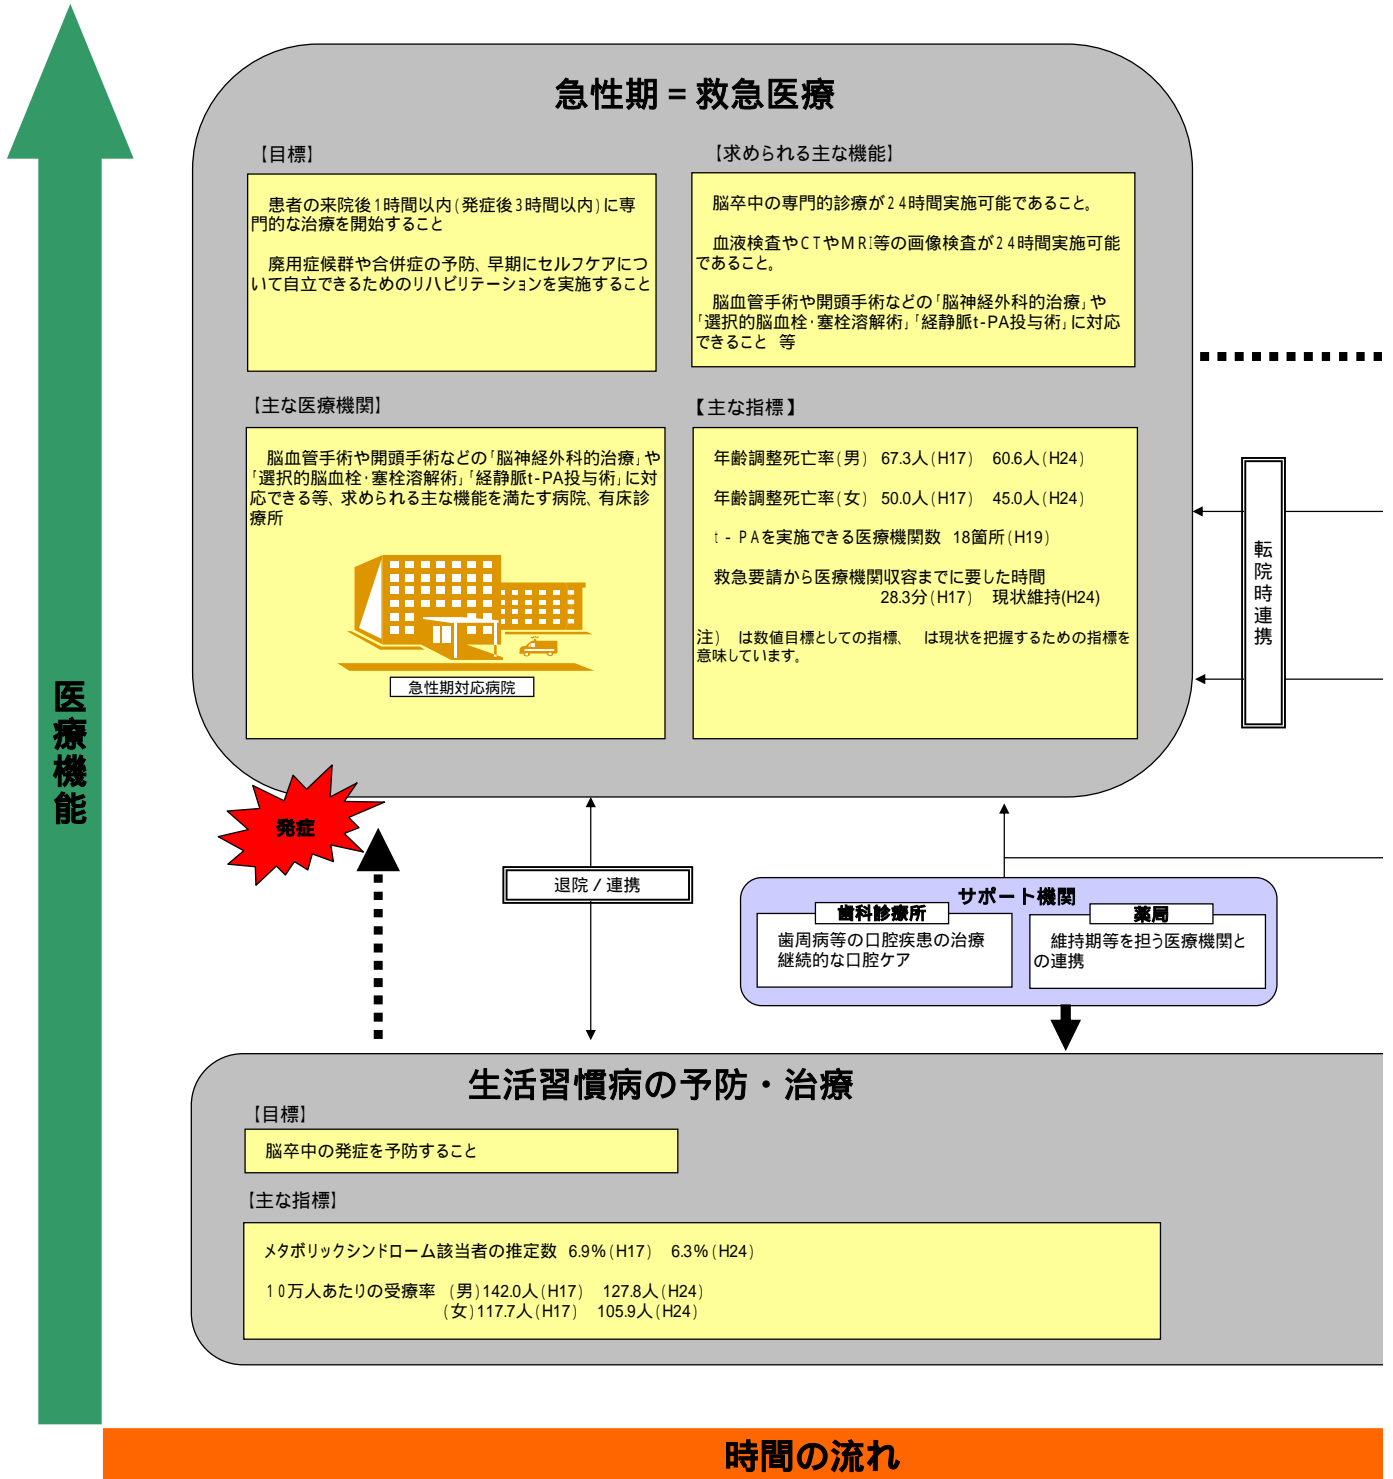 急性期＝救急医療
【目標】
患者の来院後1時間以内(発症後3時間以内)に専
門的な治療を開始すること
廃用症候群や合併症の予防、早期にセルフケアにつ
いて自立できるためのリハビリテーションを実施すること
【求められる主な機能】
脳卒中の専門的診療が24時間実施可能であること。
血液検査やCTやMRI等の画像検査が24時間実施可能
であること。
脳血管手術や開頭手術などの「脳神経外科的治療」や
「選択的脳血栓・塞栓溶解術」「経静脈t-PA投与術」に対応
できること　等
【主な医療機関】
脳血管手術や開頭手術などの「脳神経外科的治療」や
「選択的脳血栓・塞栓溶解術」「経静脈t-PA投与術」に対
応できる等、求められる主な機能を満たす病院、有床診
療所
急性期対応病院
【主な指標】
年齢調整死亡率(男)　67.3人(H17)　60.6人(H24)
年齢調整死亡率(女)　50.0人(H17)　45.0人(H24)
t-PAを実施できる医療機関数　18箇所(H19)
救急要請から医療機関収容までに要した時間
28.3分(H17)　現状維持(H24)
注)　は数値目標としての指標、　は現状を把握するための指標を
意味しています。
転院時連携
医療機能
発症
退院／連携
サポート機関
歯科診療所
歯周病等の口腔疾患の治療
継続的な口腔ケア
薬局
維持期等を担う医療機関と
の連携
生活習慣病の予防・治療
【目標】
脳卒中の発症を予防すること
【主な指標】
メタボリックシンドローム該当者の推定数　6.9%(H17)　6.3%(H24)
10万人あたりの受療率　(男)142.0人(H17)　127.8人(H24)
(女)117.7人(H17)　105.9人(H24)
時間の流れ